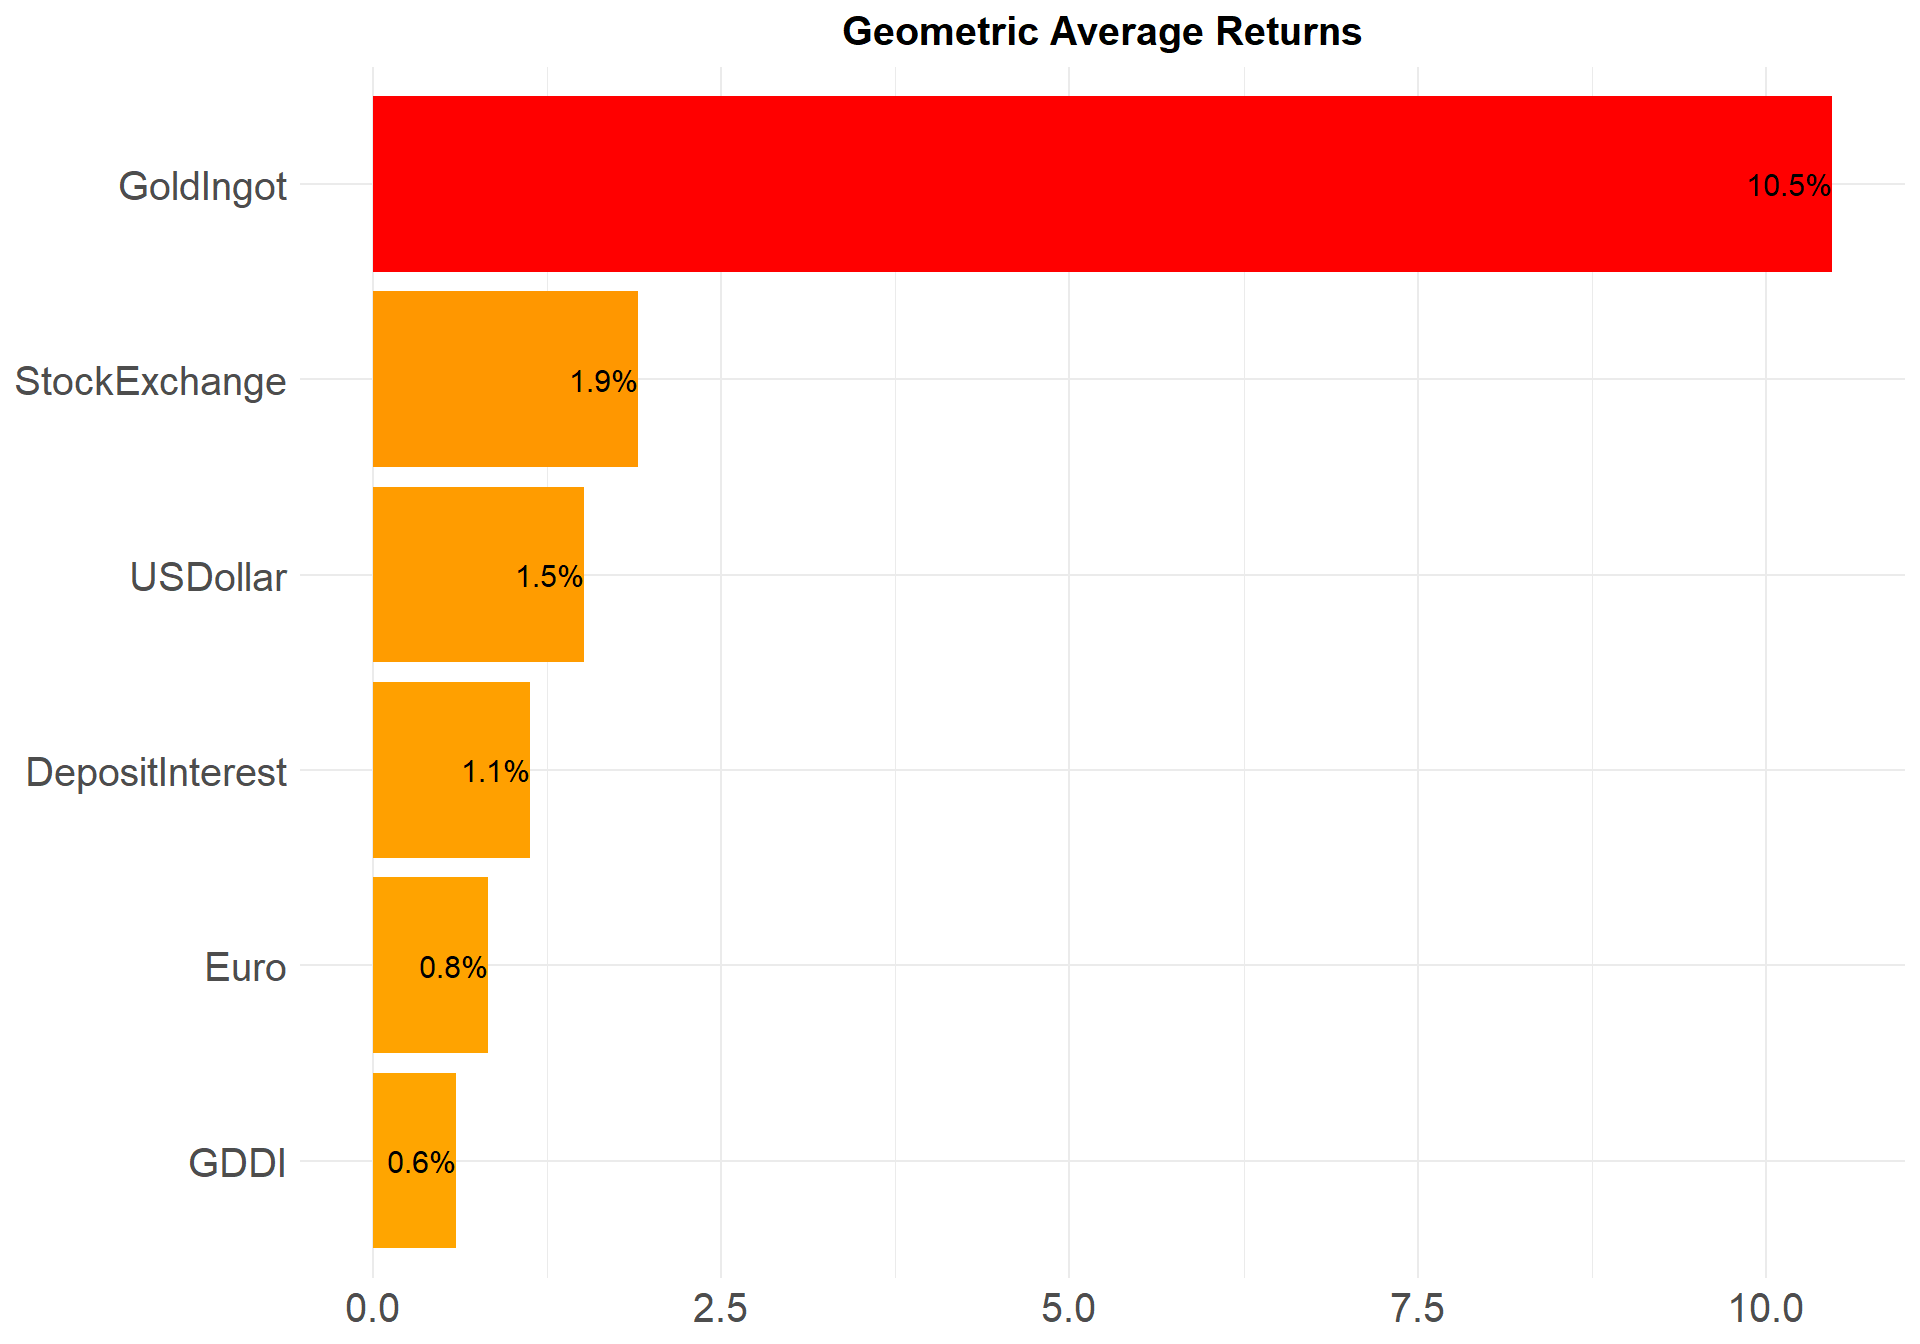 Geometric Average Returns
GoldIngot
10.5%
StockExchange
1.9%
USDollar
1.5%
DepositInterest
1.1%
Euro
0.8%
GDDI
0.6%
0.0 2.5 5.0 7.5 10.0